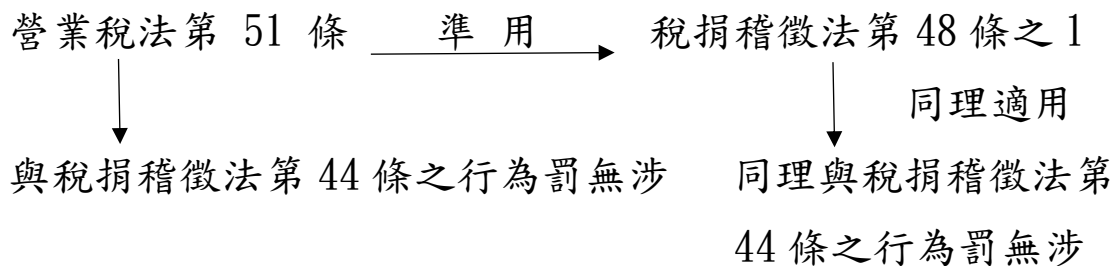 營業稅法第 51 條 準 用 稅捐稽徵法第 48 條之 1
同理適用
與稅捐稽徵法第 44 條之行為罰無涉 同理與稅捐稽徵法第
44 條之行為罰無涉